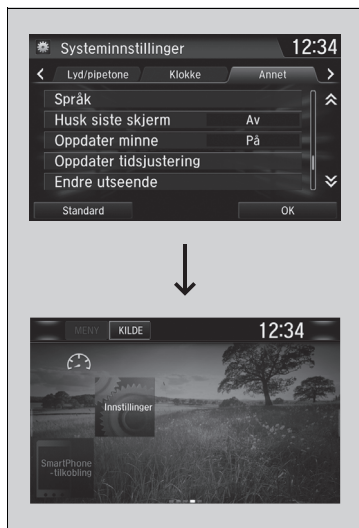 Systeminnstillinger 12:34
Lyd/pipetone Klokke Annet
Språk
Husk siste skjerm Av
Oppdater minne På
Oppdater tidsjustering
Endre utseende
Standard OK
MENY KILDE 12:34
Innstillinger
SmartPhone
-tilkobling